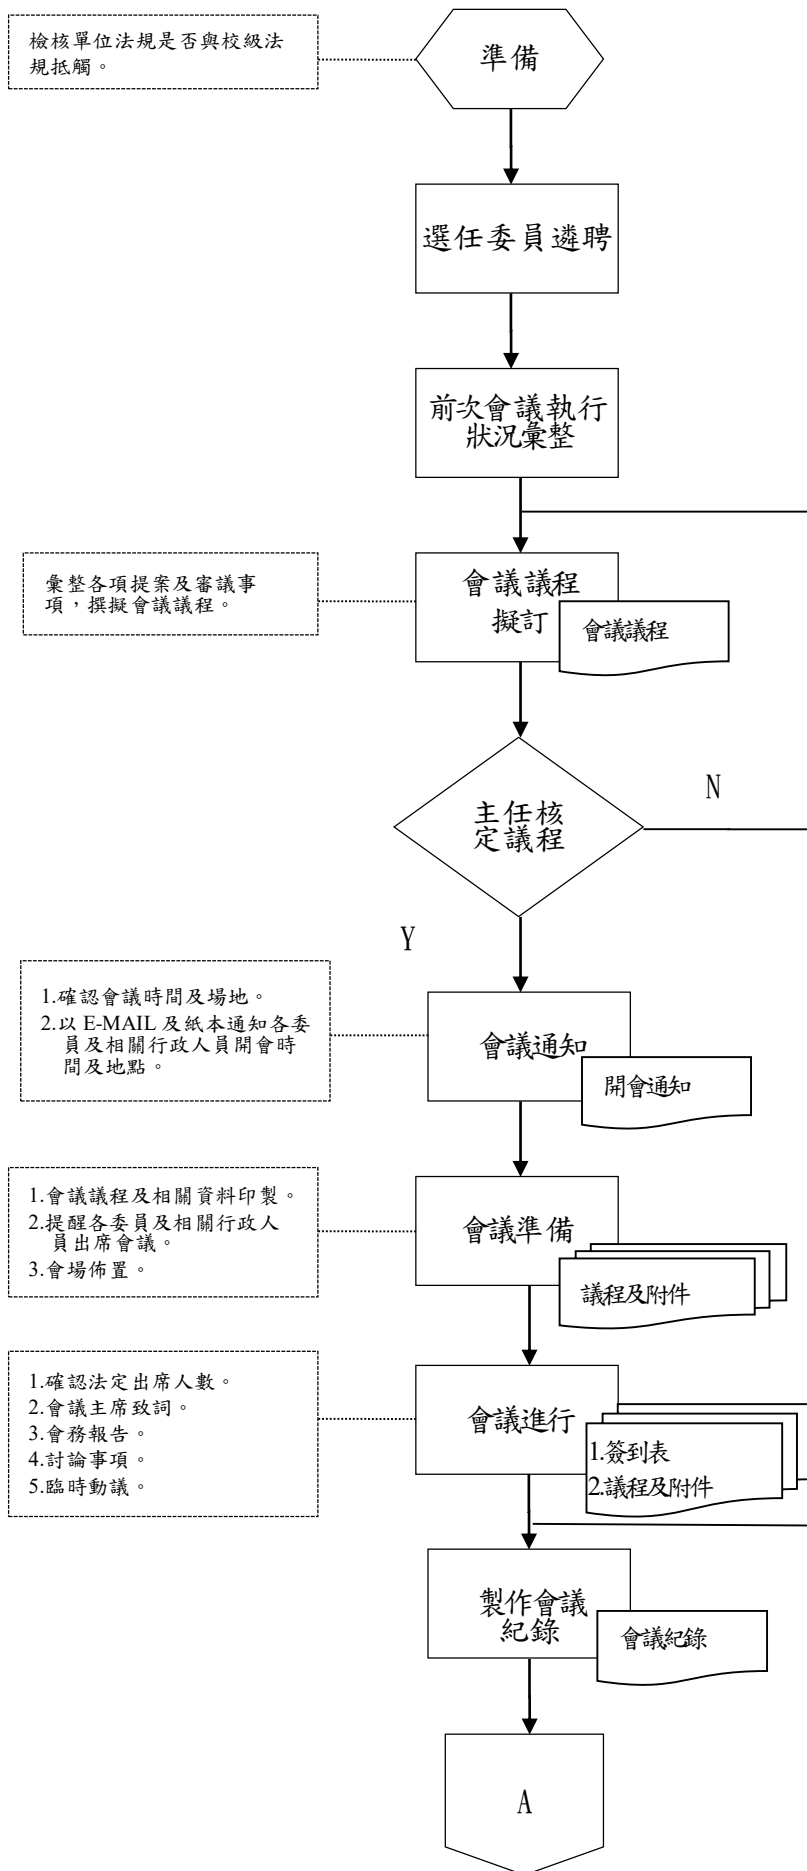 檢核單位法規是否與校級法
規抵觸。
準備
選任委員遴聘
前次會議執行
狀況彙整
彙整各項提案及審議事
項，撰擬會議議程。
會議議程
擬訂
會議議程
主任核
定議程
N
Y
1.確認會議時間及場地。
2.以 E-MAIL 及紙本通知各委
員及相關行政人員開會時
間及地點。
會議通知
開會通知
1.會議議程及相關資料印製。
2.提醒各委員及相關行政人
員出席會議。
3.會場佈置。
會議準備
議程及附件
1.確認法定出席人數。
2.會議主席致詞。
3.會務報告。
4.討論事項。
5.臨時動議。
會議進行
1.簽到表
2.議程及附件
製作會議
紀錄
會議紀錄
A